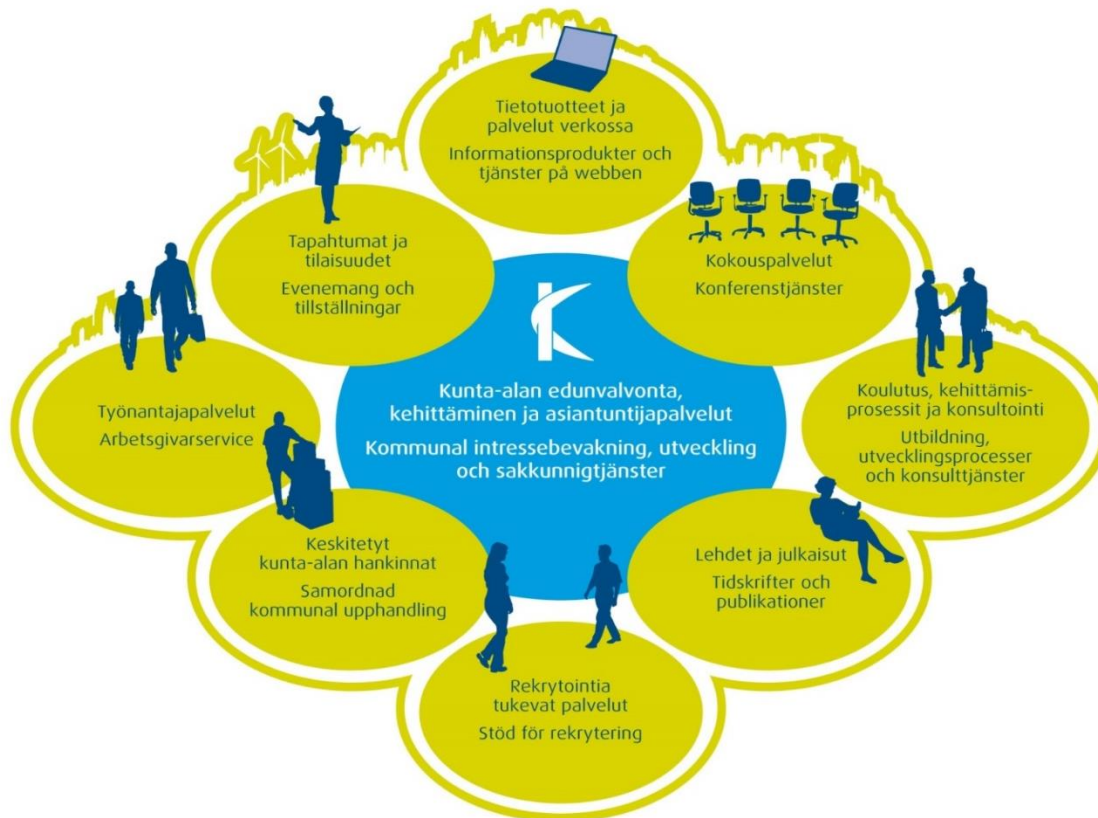 Tietotuotteet ja
palvelut verkossa
Informationsprodukter och
tjänster på webben
Tapahtumat ja
tilaisuudet
Evenemang och
tillställningar
Kokouspalvelut
Konferenstjänster
Työnantajapalvelut
Arbetsgivarservice
Kunta-alan edunvalvonta,
kehittäminen ja asiantuntijapalvelut
Kommunal intressebevakning, utveckling
och sakkunnigtjänster
Koulutus, kehittämis-
prosessit ja konsultointi
Utbildning,
utvecklingsprocesser
och konsulttjänster
Keskitetyt
kunta-alan hankinnat
Samordnad
kommunal upphandling
Lehdet ja julkaisut
Tidskrifter och
publikationer
Rekrytointia
tukevat palvelut
Stöd för rekrytering